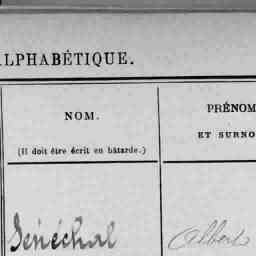 ALPHABÉTIQUE.
NOM.
PRÉNOM
ET SURNO
(Il doit être écrit en bâtarde.)
Sénéchal
Albert